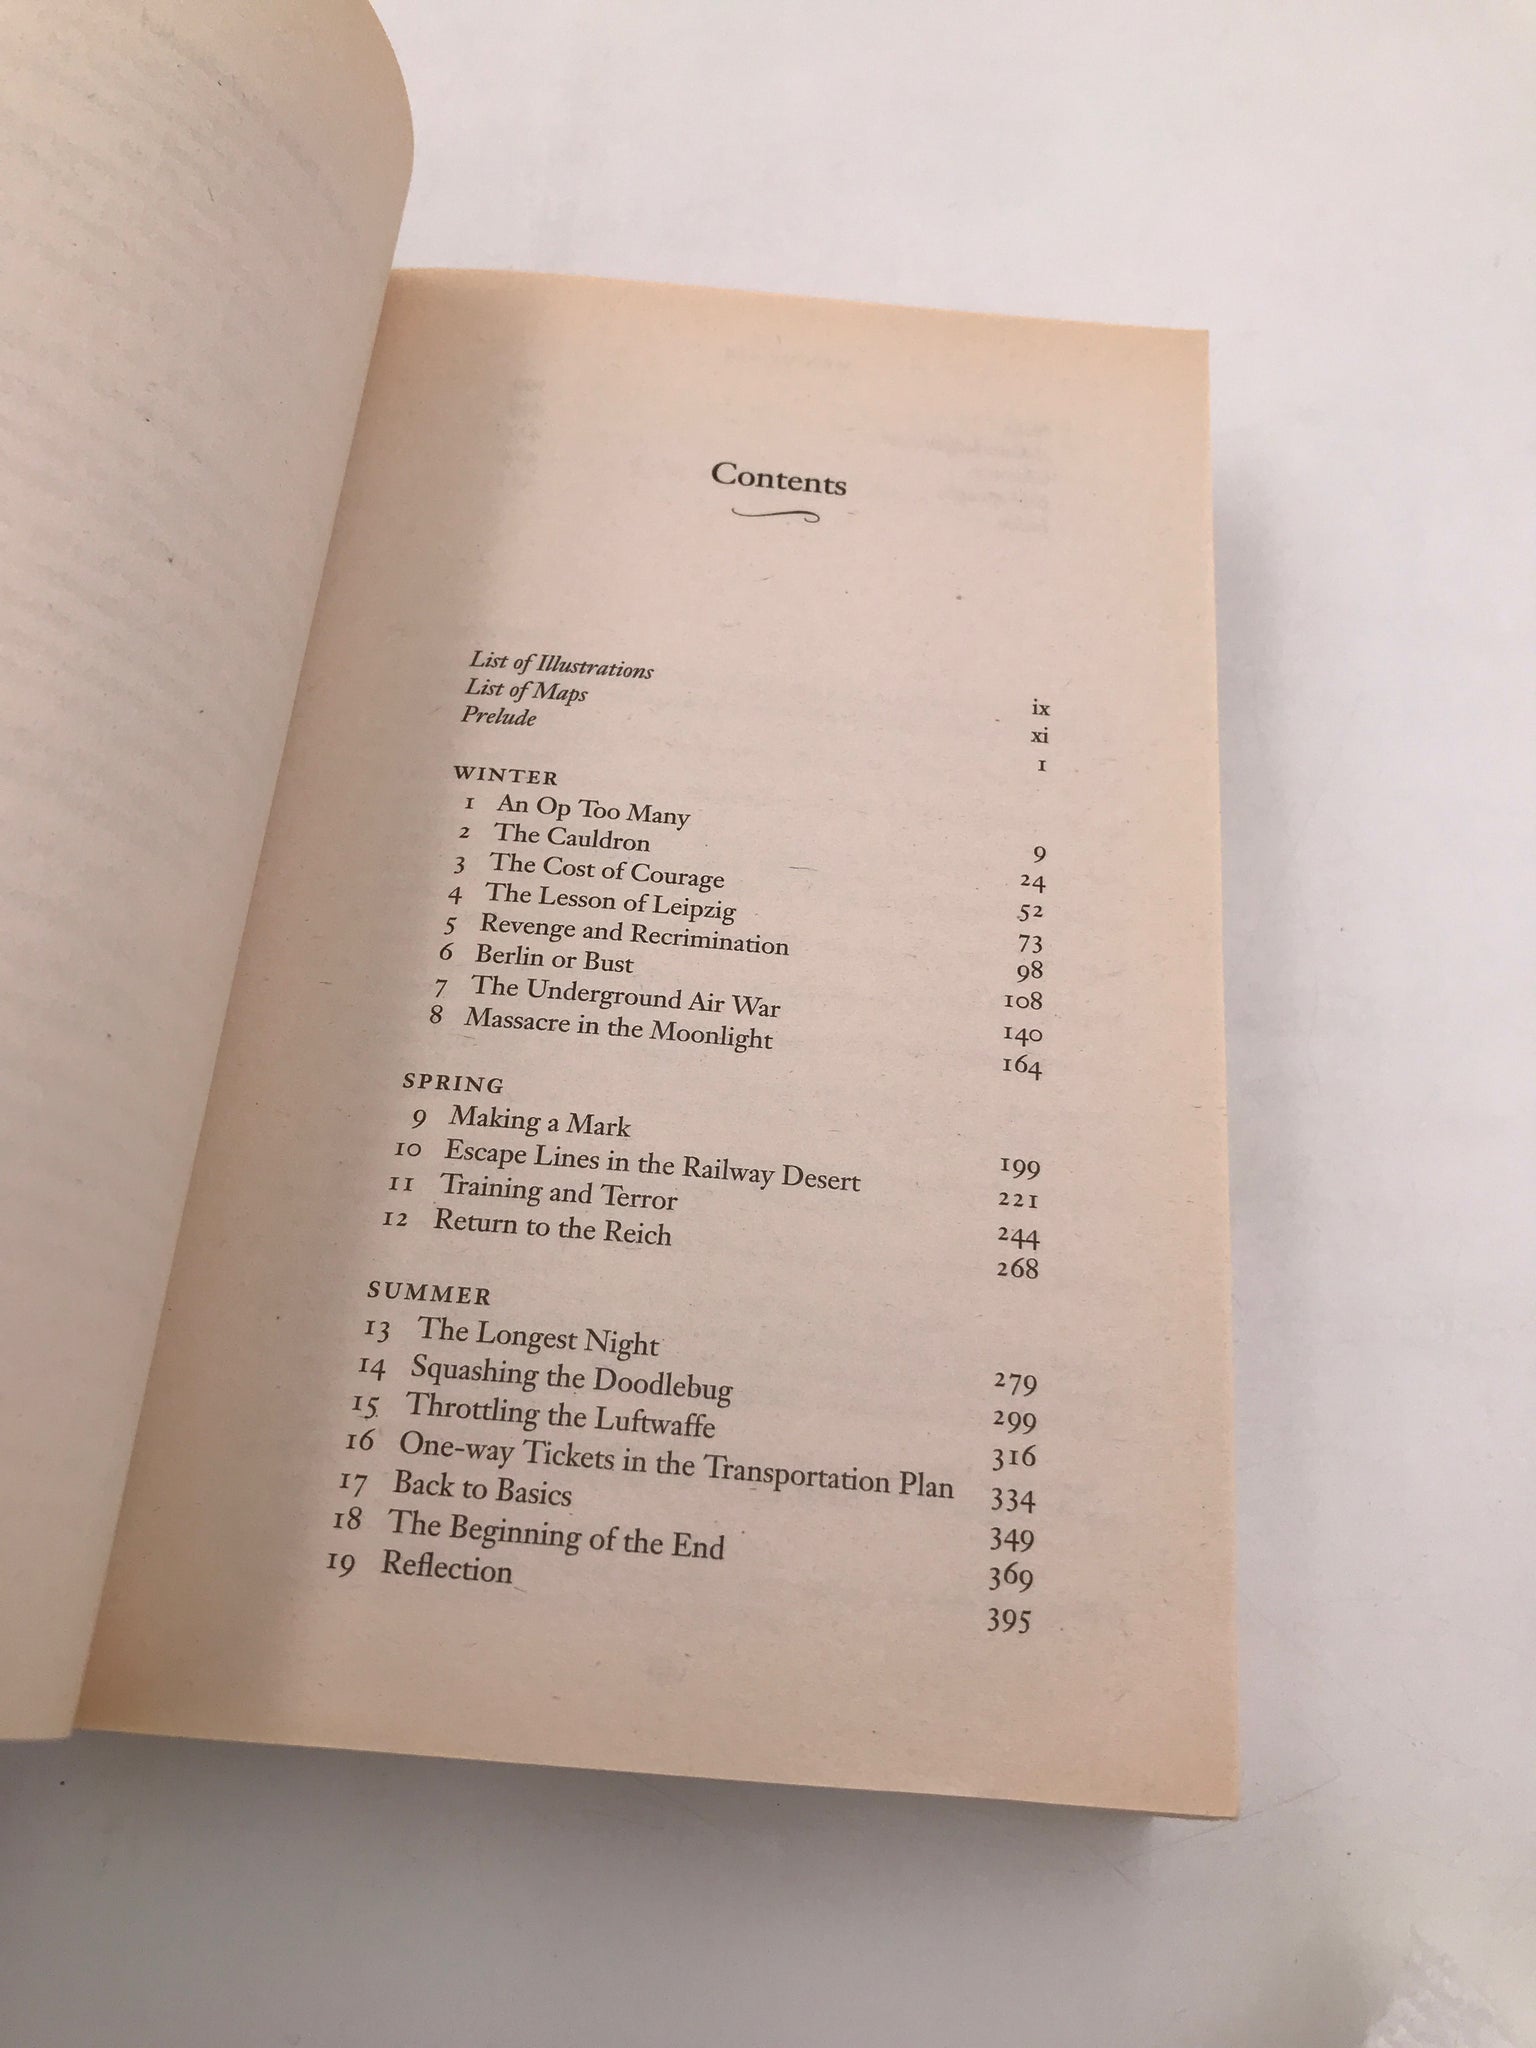 Contents
List of Illustrations ix
List of Maps xi
Prelude 1
WINTER
1 An Op Too Many 9
2 The Cauldron 24
3 The Cost of Courage 52
4 The Lesson of Leipzig 73
5 Revenge and Recrimination 98
6 Berlin or Bust 108
7 The Underground Air War 140
8 Massacre in the Moonlight 164
SPRING
9 Making a Mark 199
10 Escape Lines in the Railway Desert 221
11 Training and Terror 244
12 Return to the Reich 268
SUMMER
13 The Longest Night 279
14 Squashing the Doodlebug 299
15 Throttling the Luftwaffe 316
16 One-way Tickets in the Transportation Plan 334
17 Back to Basics 349
18 The Beginning of the End 369
19 Reflection 395